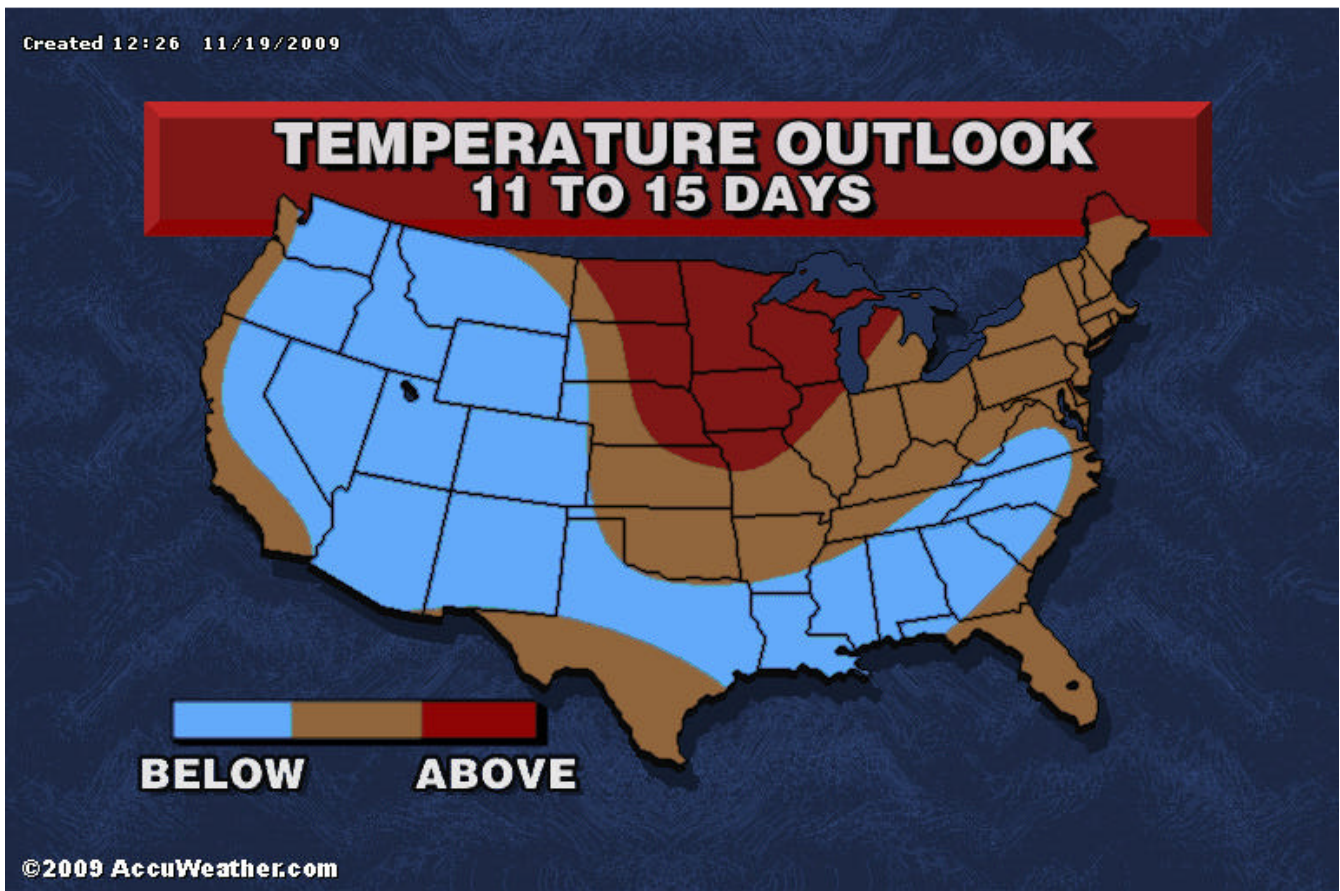 Created 12:26 11/19/2009
TEMPERATURE OUTLOOK
11 TO 15 DAYS
BELOW ABOVE
©2009 AccuWeather.com